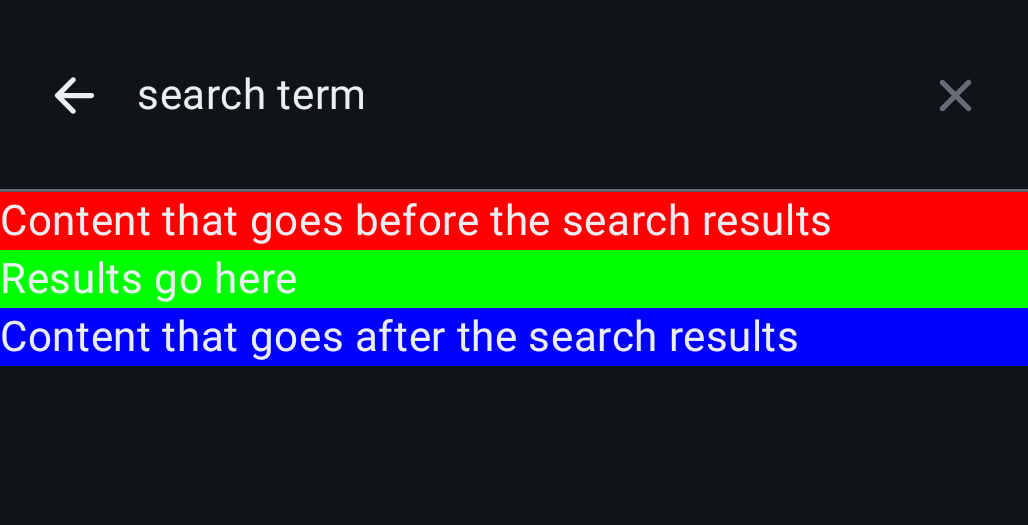 search term
Content that goes before the search results
Results go here
Content that goes after the search results